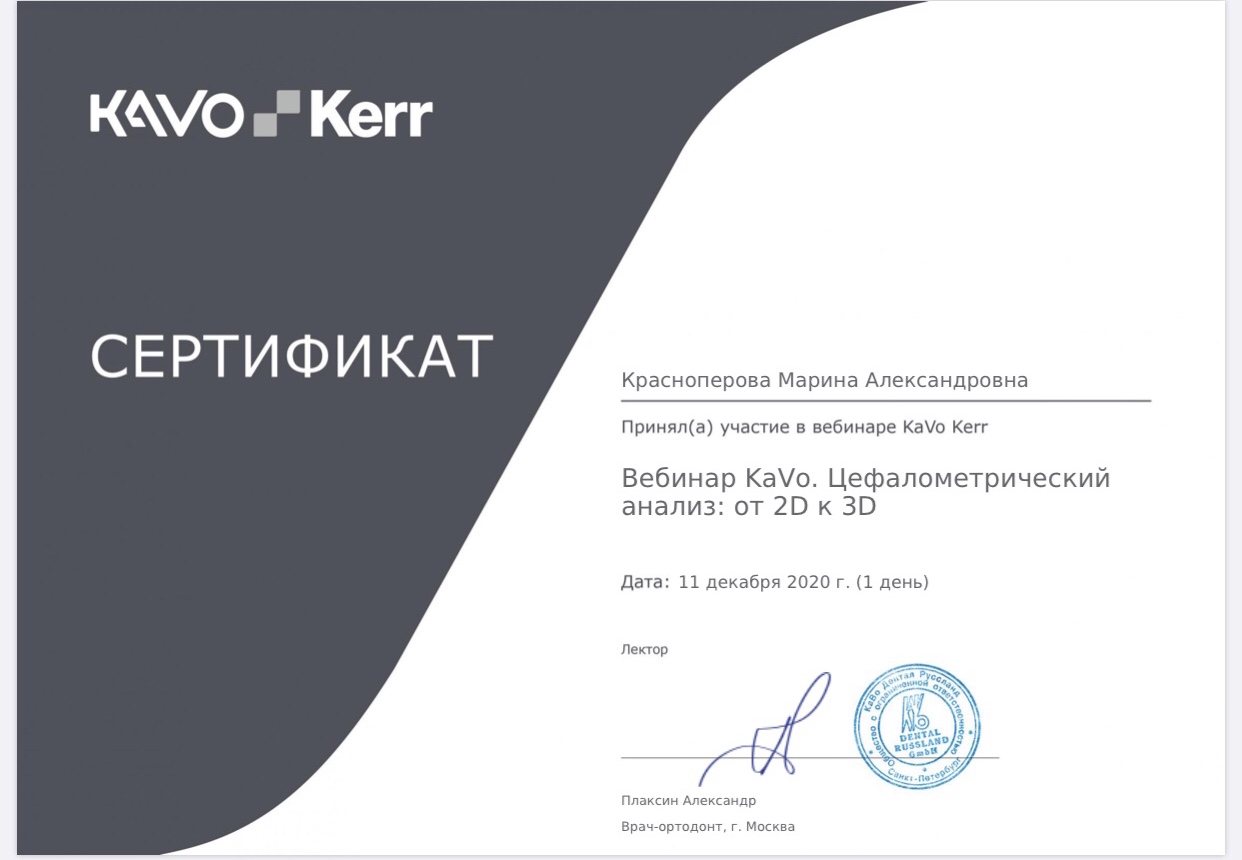 KAVO Kerr
СЕРТИФИКАТ
Красноперова Марина Александровна
Принял(а) участие в вебинаре KaVo Kerr
Вебинар KaVo. Цефалометрический
анализ: от 2D к 3D
Дата: 11 декабря 2020 г. (1 день)
Лектор
Общество с ограниченной ответственностью
КаВо Дентал Руссланд
DENTAL
RUSSLAND
GmbH
Санкт-Петербург
Плаксин Александр
Врач-ортодонт, г. Москва